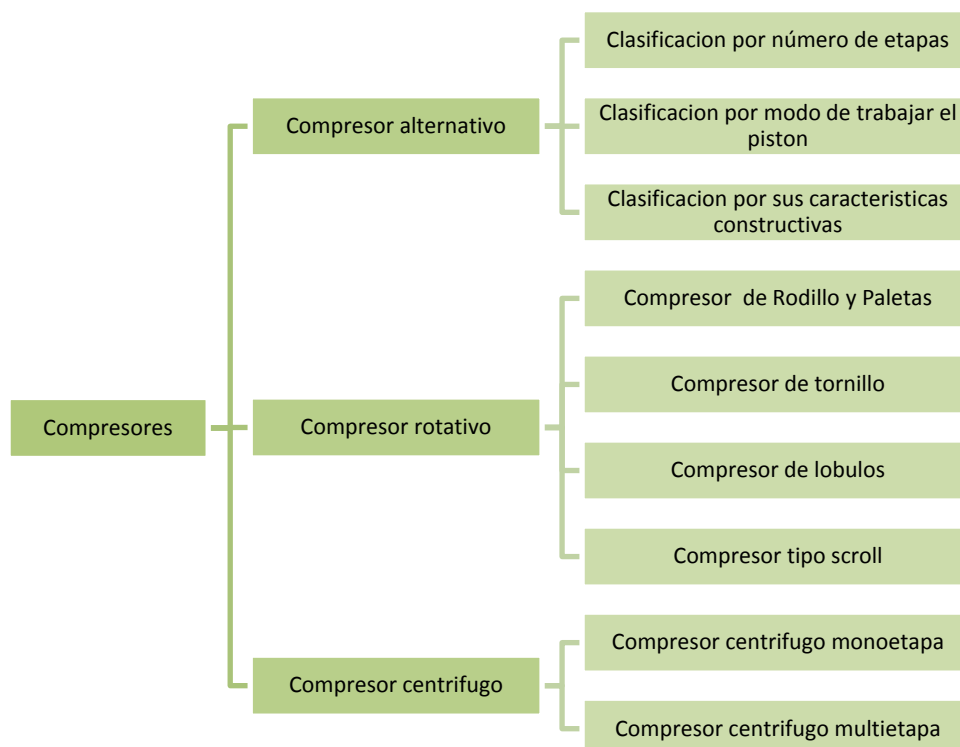 Compresores
Compresor alternativo
Clasificacion por número de etapas
Clasificacion por modo de trabajar el
piston
Clasificacion por sus caracteristicas
constructivas
Compresor rotativo
Compresor  de Rodillo y Paletas
Compresor de tornillo
Compresor de lobulos
Compresor tipo scroll
Compresor centrifugo
Compresor centrifugo monoetapa
Compresor centrifugo multietapa